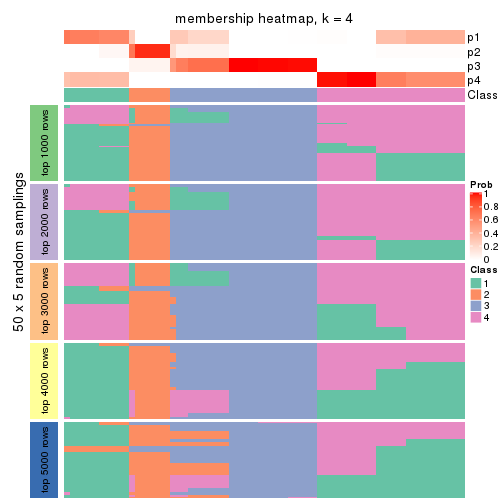 membership heatmap, k = 4
p1
p2
p3
p4
Class
50 x 5 random samplings
top 1000 rows
top 2000 rows
top 3000 rows
top 4000 rows
top 5000 rows
Prob
1
0.8
0.6
0.4
0.2
0
Class
1
2
3
4